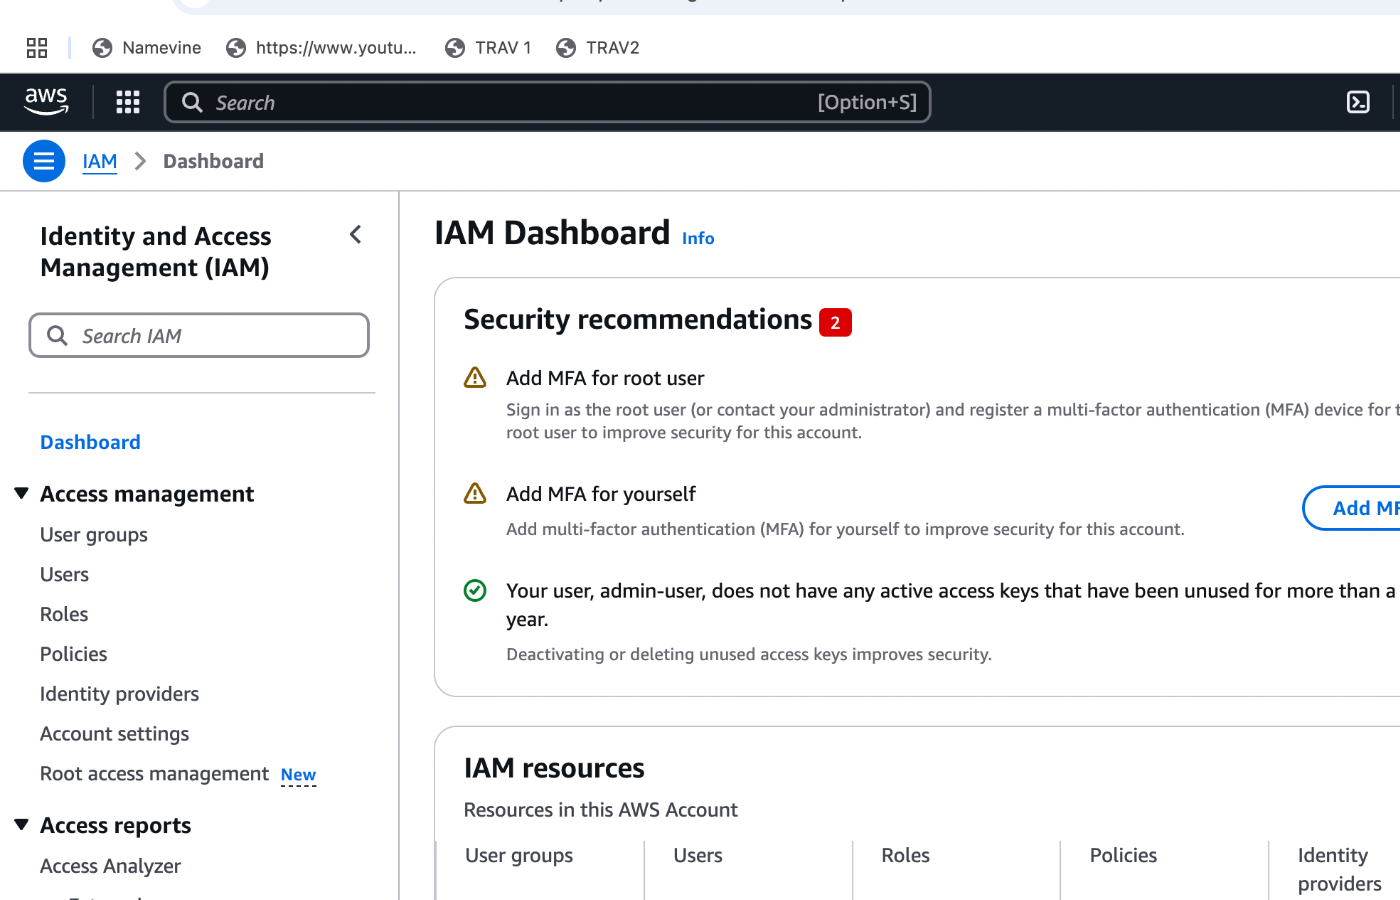 Namevine
https://www.youtu...
TRAV 1
TRAV2
aws
Search
[Option+S]
IAM
Dashboard
Identity and Access
Management (IAM)
Search IAM
Dashboard
Access management
User groups
Users
Roles
Policies
Identity providers
Account settings
Root access management New
Access reports
Access Analyzer
IAM Dashboard Info
Security recommendations 2
Add MFA for root user
Sign in as the root user (or contact your administrator) and register a multi-factor authentication (MFA) device for
root user to improve security for this account.
Add MFA for yourself
Add multi-factor authentication (MFA) for yourself to improve security for this account.
Add
Your user, admin-user, does not have any active access keys that have been unused for more than a
year.
Deactivating or deleting unused access keys improves security.
IAM resources
Resources in this AWS Account
User groups
Users
Roles
Policies
Identity
providers